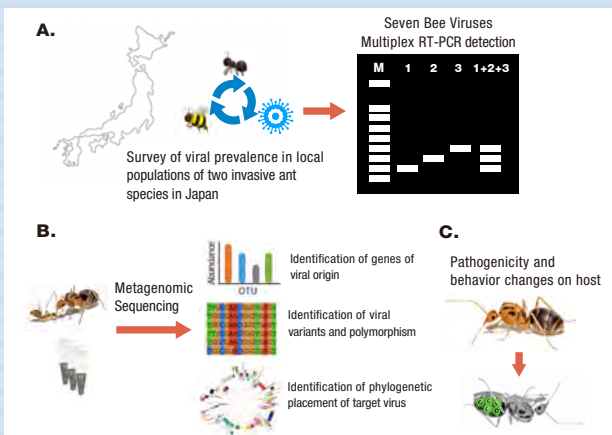 A.
Seven Bee Viruses
Multiplex RT-PCR detection
M 1 2 3 1+2+3
Survey of viral prevalence in local
populations of two invasive ant
species in Japan
B.
Metagenomic
Sequencing
Abundance
OTU
Identification of genes of
viral origin
Identification of viral
variants and polymorphism
Identification of phylogenetic
placement of target virus
C.
Pathogenicity and
behavior changes on host